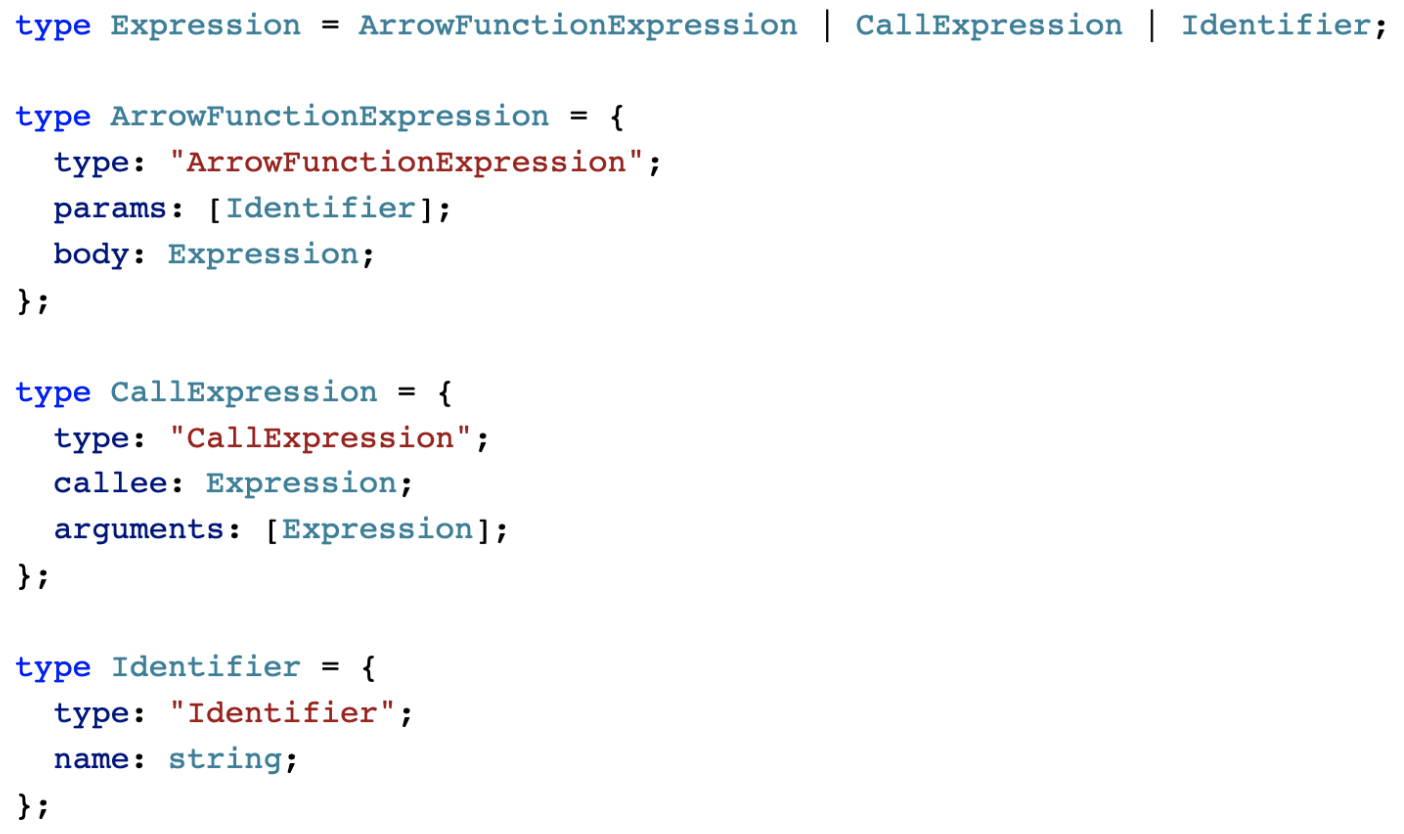 type Expression = ArrowFunctionExpression | CallExpression | Identifier;
type ArrowFunctionExpression = {
type: "ArrowFunctionExpression";
params: [Identifier];
body: Expression;
};
type CallExpression = {
type: "CallExpression";
callee: Expression;
arguments: [Expression];
};
type Identifier = {
type: "Identifier";
name: string;
};